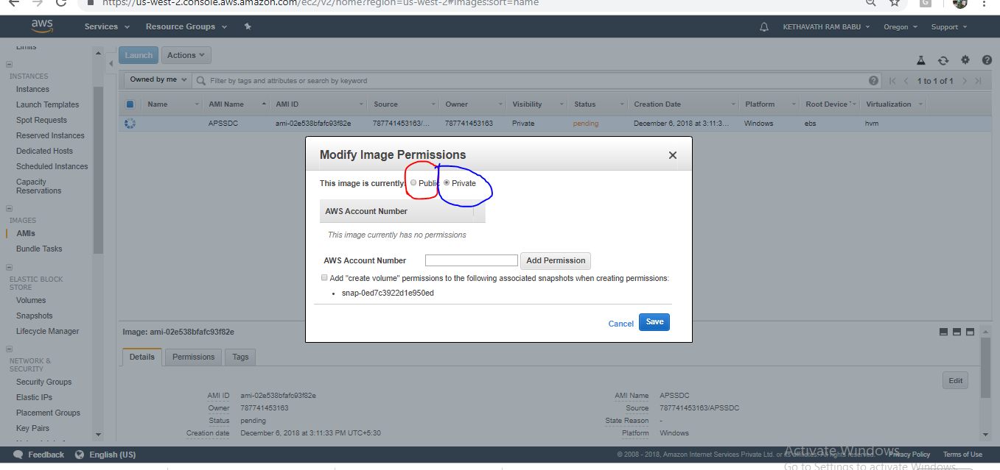 https://us-west-2.console.aws.amazon.com/ec2/v2/home?region=us-west-2#Images:sort=name
aws Services Resource Groups KETHAVATH RAM BABU Oregon Support
Limits
INSTANCES
Instances
Launch Templates
Spot Requests
Reserved Instances
Dedicated Hosts
Scheduled Instances
Capacity
Reservations
IMAGES
AMIs
Bundle Tasks
ELASTIC BLOCK
STORE
Volumes
Snapshots
Lifecycle Manager
NETWORK &
SECURITY
Security Groups
Elastic IPs
Placement Groups
Key Pairs
Launch Actions
Owned by me Filter by tags and attributes or search by keyword 1 to 1 of 1
Name AMI Name AMI ID Source Owner Visibility Status Creation Date Platform Root Device Virtualization
APSSDC ami-02e538bfafc93f82e 787741453163/... 787741453163 Private pending December 6, 2018 at 3:11:3... Windows ebs hvm
Modify Image Permissions
This image is currently Public Private
AWS Account Number
This image currently has no permissions
AWS Account Number Add Permission
Add "create volume" permissions to the following associated snapshots when creating permissions:
• snap-0ed7c3922d1e950ed
Cancel Save
Image: ami-02e538bfafc93f82e
Details Permissions Tags
Edit
AMI ID ami-02e538bfafc93f82e AMI Name APSSDC
Owner 787741453163 Source 787741453163/APSSDC
Status pending State Reason -
Creation date December 6, 2018 at 3:11:33 PM UTC+5:30 Platform Windows
Feedback English (US) © 2008 - 2018, Amazon Internet Services Private Ltd. or its affiliates. All rights reserved. Privacy Policy Terms of Use
Activate Windows
Go to Settings to activate Windows.